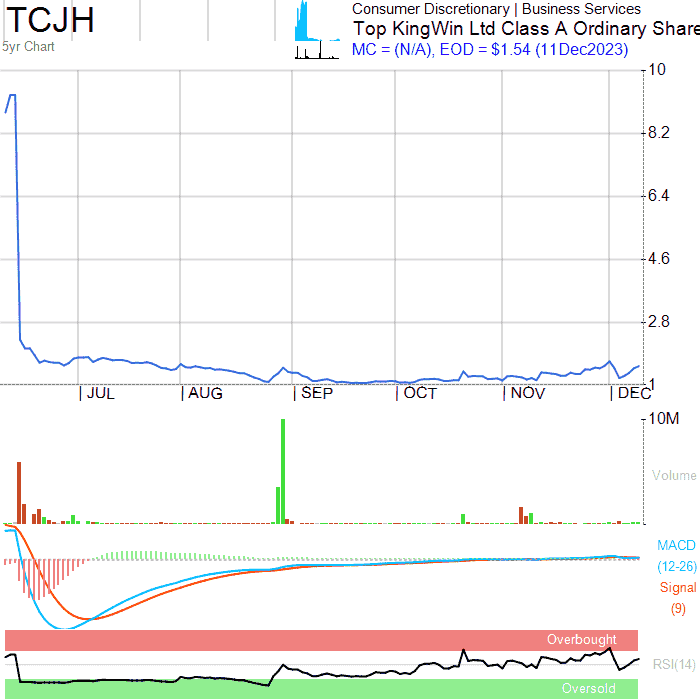 TCJH
5yr Chart
Consumer Discretionary | Business Services
Top KingWin Ltd Class A Ordinary Share
MC = (N/A), EOD = $1.54 (11Dec2023)
10
8.2
6.4
4.6
2.8
1
JUL
AUG
SEP
OCT
NOV
DEC
10M
Volume
MACD
(12-26)
Signal
(9)
Overbought
RSI(14)
Oversold